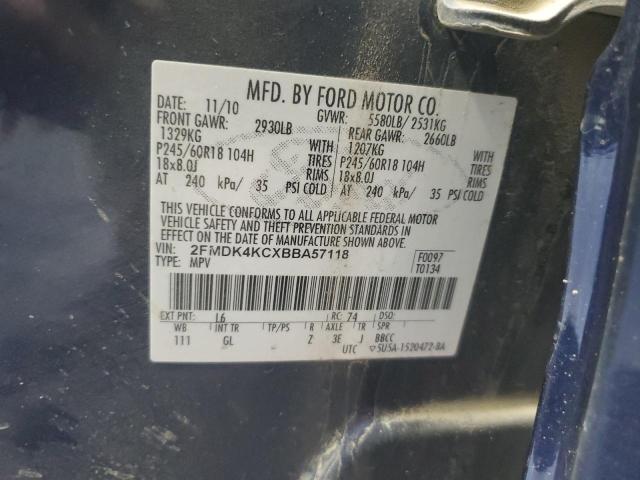 MFD. BY FORD MOTOR CO.
DATE: 11/10 GVWR: 5580LB/2531KG
FRONT GAWR: 2930LB REAR GAWR: 2660LB
1329KG WITH 1207KG WITH
P245/60R18 104H TIRES P245/60R18 104H TIRES
18x8.0J RIMS 18x8.0J RIMS
AT 240 kPa/ 35 PSI COLD AT 240 kPa/ 35 PSI COLD
THIS VEHICLE CONFORMS TO ALL APPLICABLE FEDERAL MOTOR
VEHICLE SAFETY AND BUMPER AND THEFT PREVENTION STANDARDS
IN EFFECT ON THE DATE OF MANUFACTURE SHOWN ABOVE.
VIN: 2FMDK4KCXBBA57118 F0097
TYPE: MPV T0134
EXT PNT: L6 RC: 74 DSO:
WB INT TR TP/PS R AXLE TR SPR
111 GL Z 3E J BBCC
UTC 5U5A-1520472-BA